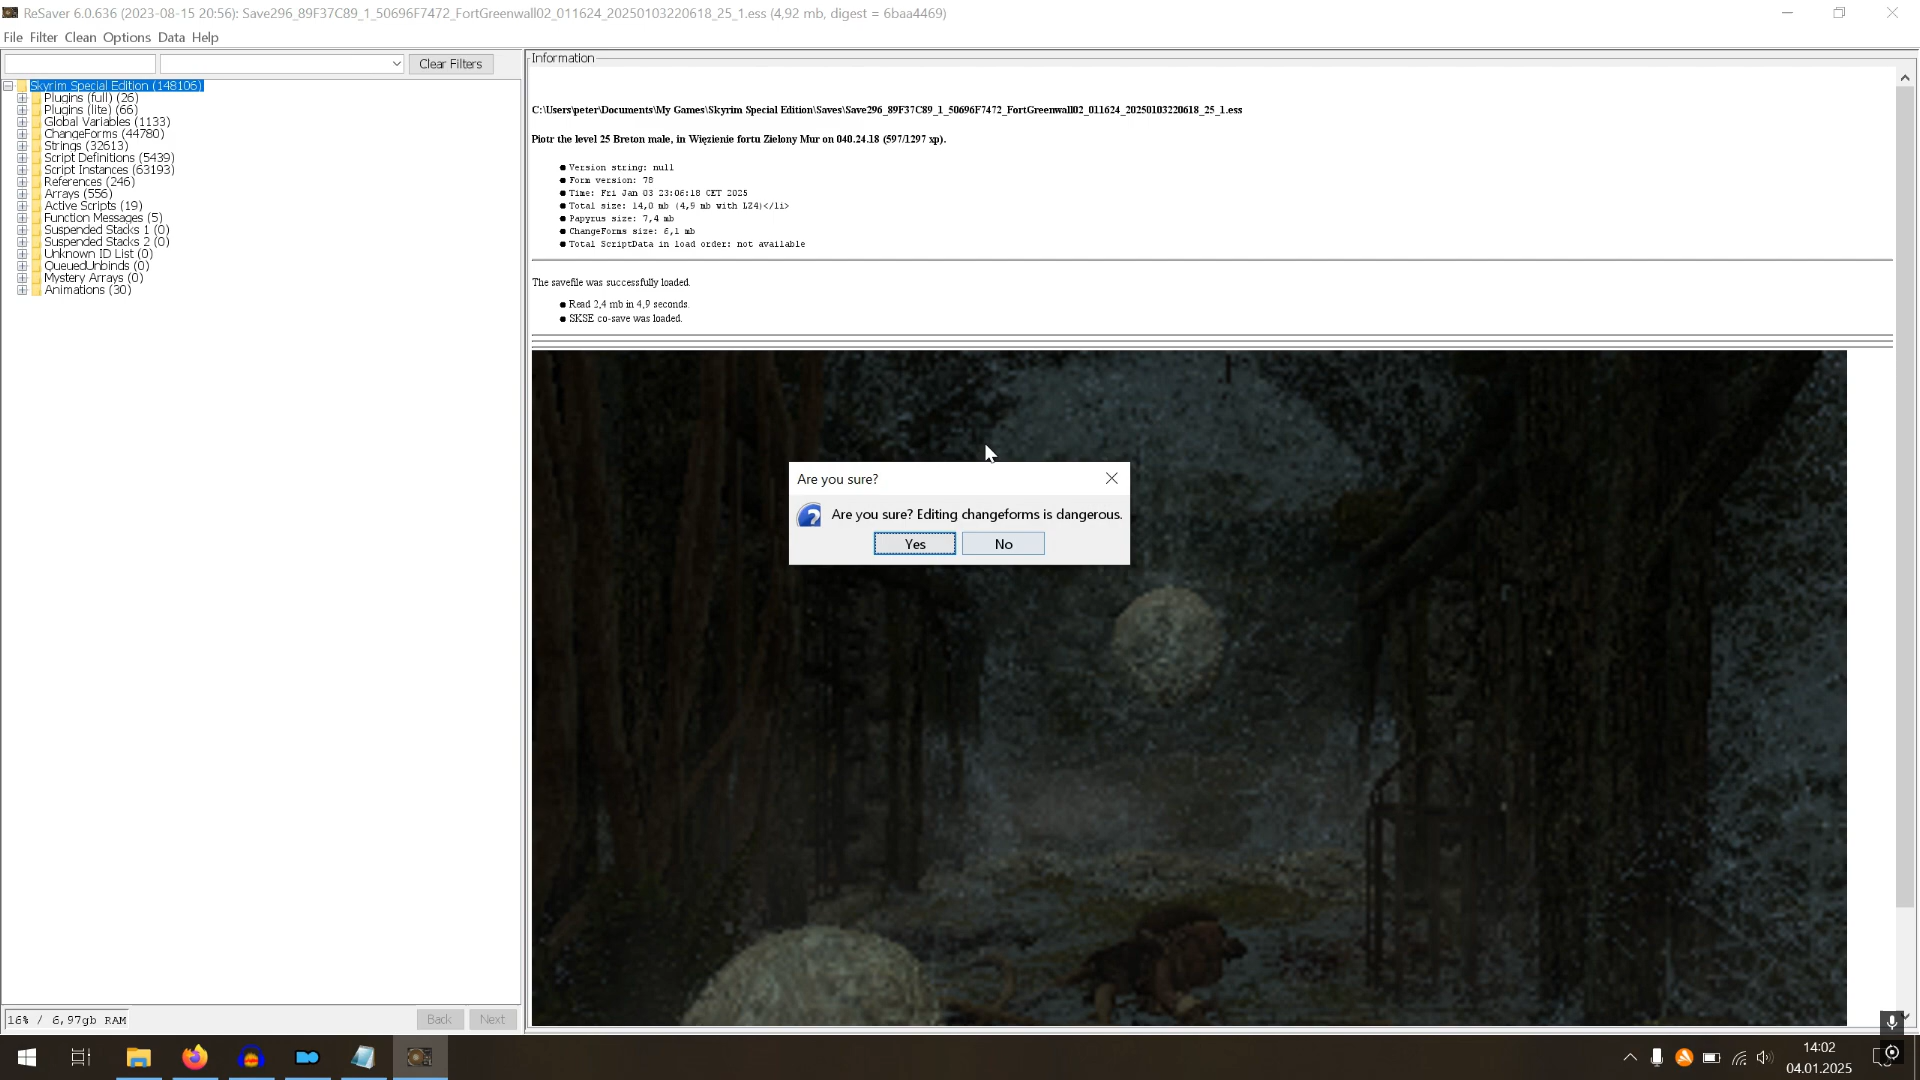 ReSaver 6.0.636 (2023-08-15 20:56): Save296_89F37C89_1_50696F7472_FortGreenwall02_011624_20250103220618_25_1.ess (4,92 mb, digest = 6baa4469)
File Filter Clean Options Data Help
Clear Filters
Skyrim Special Edition (148106)
Plugins (full) (26)
Plugins (lite) (66)
Global Variables (1133)
ChangeForms (44780)
Strings (32613)
Script Definitions (5439)
Script Instances (63193)
References (246)
Arrays (556)
Active Scripts (19)
Function Messages (5)
Suspended Stacks 1 (0)
Suspended Stacks 2 (0)
Unknown ID List (0)
QueuedUnbinds (0)
Mystery Arrays (0)
Animations (30)
16% / 6,97gb RAM
Back
Next
Information
C:\Users\peter\Documents\My Games\Skyrim Special Edition\Saves\Save296_89F37C89_1_50696F7472_FortGreenwall02_011624_20250103220618_25_1.ess
Piotr the level 25 Breton male, in Więzienie fortu Zielony Mur on 040.24.18 (597/1297 xp).
Version string: null
Form version: 78
Time: Fri Jan 03 23:06:18 CET 2025
Total size: 14,0 mb (4,9 mb with LZ4)</li>
Papyrus size: 7,4 mb
ChangeForms size: 6,1 mb
Total ScriptData in load order: not available
The savefile was successfully loaded.
Read 2,4 mb in 4,9 seconds.
SKSE co-save was loaded.
Are you sure?
Are you sure? Editing changeforms is dangerous.
Yes
No
14:02
04.01.2025